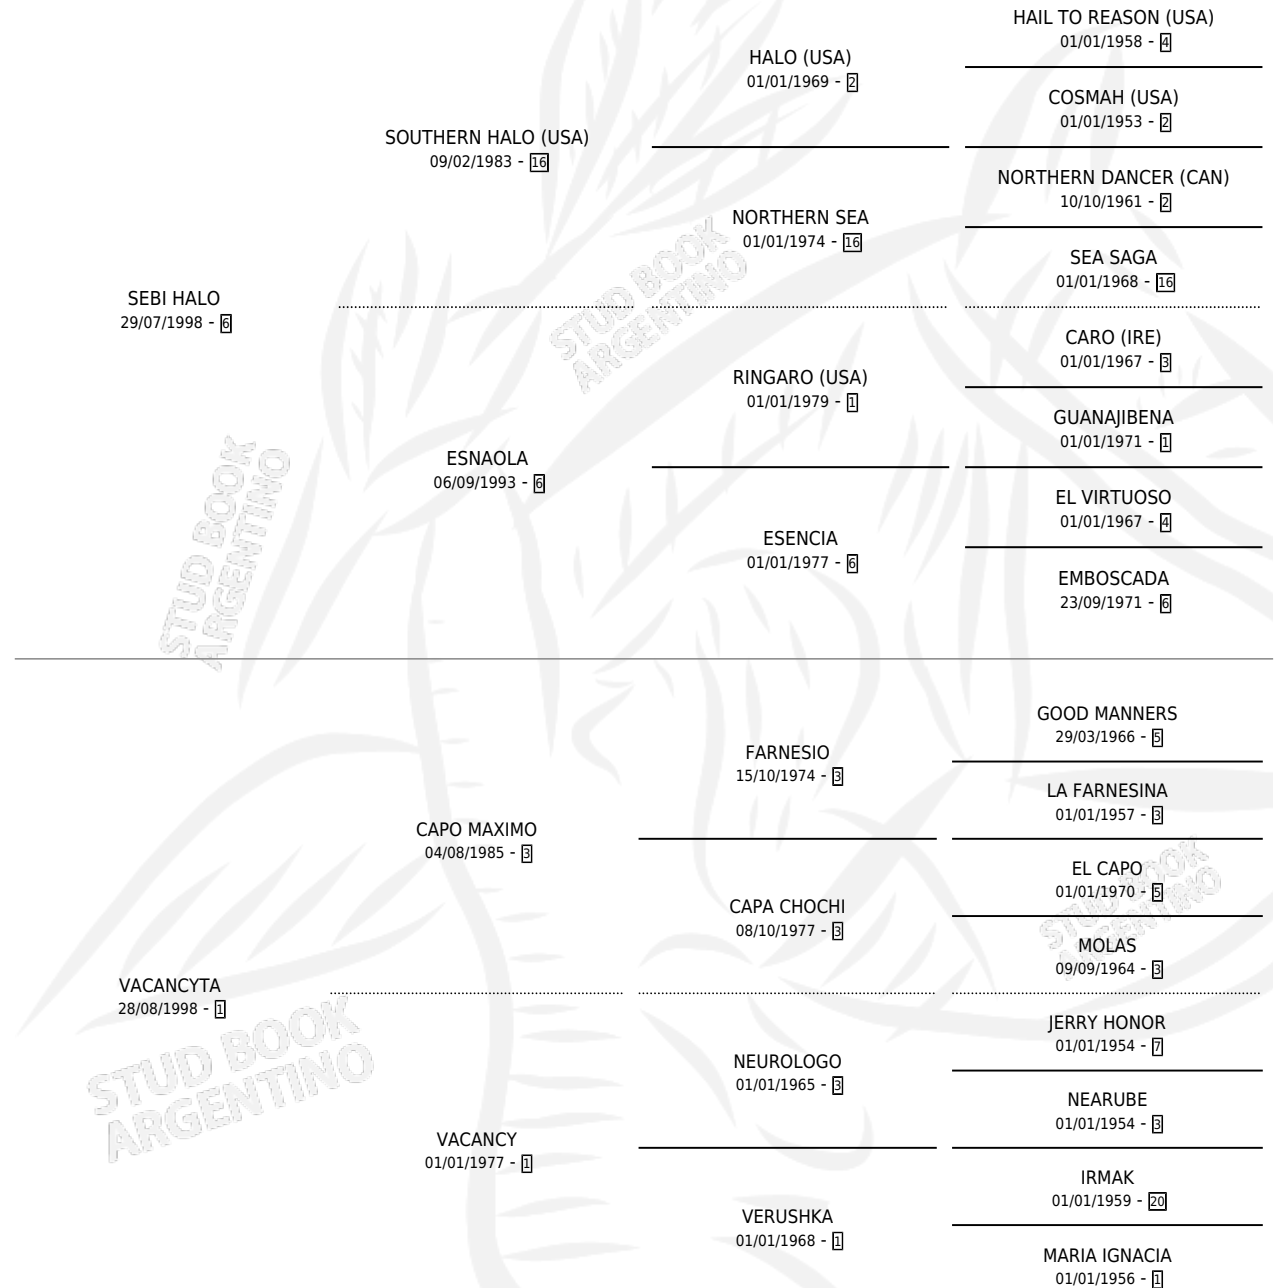 HAIL TO REASON (USA)
01/01/1958 - 4
HALO (USA)
01/01/1969 - 2
COSMAH (USA)
01/01/1953 - 2
SOUTHERN HALO (USA)
09/02/1983 - 16
NORTHERN DANCER (CAN)
10/10/1961 - 2
NORTHERN SEA
01/01/1974 - 16
SEA SAGA
01/01/1968 - 16
SEBI HALO
29/07/1998 - 6
CARO (IRE)
01/01/1967 - 3
RINGARO (USA)
01/01/1979 - 1
GUANAJIBENA
01/01/1971 - 1
ESNAOLA
06/09/1993 - 6
EL VIRTUOSO
01/01/1967 - 4
ESENCIA
01/01/1977 - 6
EMBOSCADA
23/09/1971 - 6
STUD BOOK
ARGENTINO
STUD BOOK
ARGENTINO
GOOD MANNERS
29/03/1966 - 5
FARNESIO
15/10/1974 - 3
LA FARNESINA
01/01/1957 - 3
CAPO MAXIMO
04/08/1985 - 3
EL CAPO
01/01/1970 - 5
CAPA CHOCHI
08/10/1977 - 3
MOLAS
09/09/1964 - 3
STUD BOOK
ARGENTINO
VACANCYTA
28/08/1998 - 1
JERRY HONOR
01/01/1954 - 7
NEUROLOGO
01/01/1965 - 3
NEARUBE
01/01/1954 - 3
STUD BOOK
ARGENTINO
VACANCY
01/01/1977 - 1
IRMAK
01/01/1959 - 20
VERUSHKA
01/01/1968 - 1
MARIA IGNACIA
01/01/1956 - 1